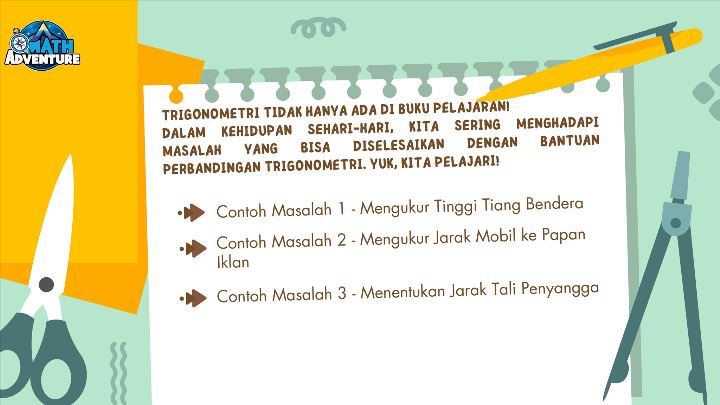 MATH
ADVENTURE
TRIGONOMETRI TIDAK HANYA ADA DI BUKU PELAJARAN!
DALAM KEHIDUPAN SEHARI-HARI, KITA SERING MENGHADAPI
MASALAH YANG BISA DISELESAIKAN DENGAN BANTUAN
PERBANDINGAN TRIGONOMETRI. YUK, KITA PELAJARI!
Contoh Masalah 1 - Mengukur Tinggi Tiang Bendera
Contoh Masalah 2 - Mengukur Jarak Mobil ke Papan
Iklan
Contoh Masalah 3 - Menentukan Jarak Tali Penyangga